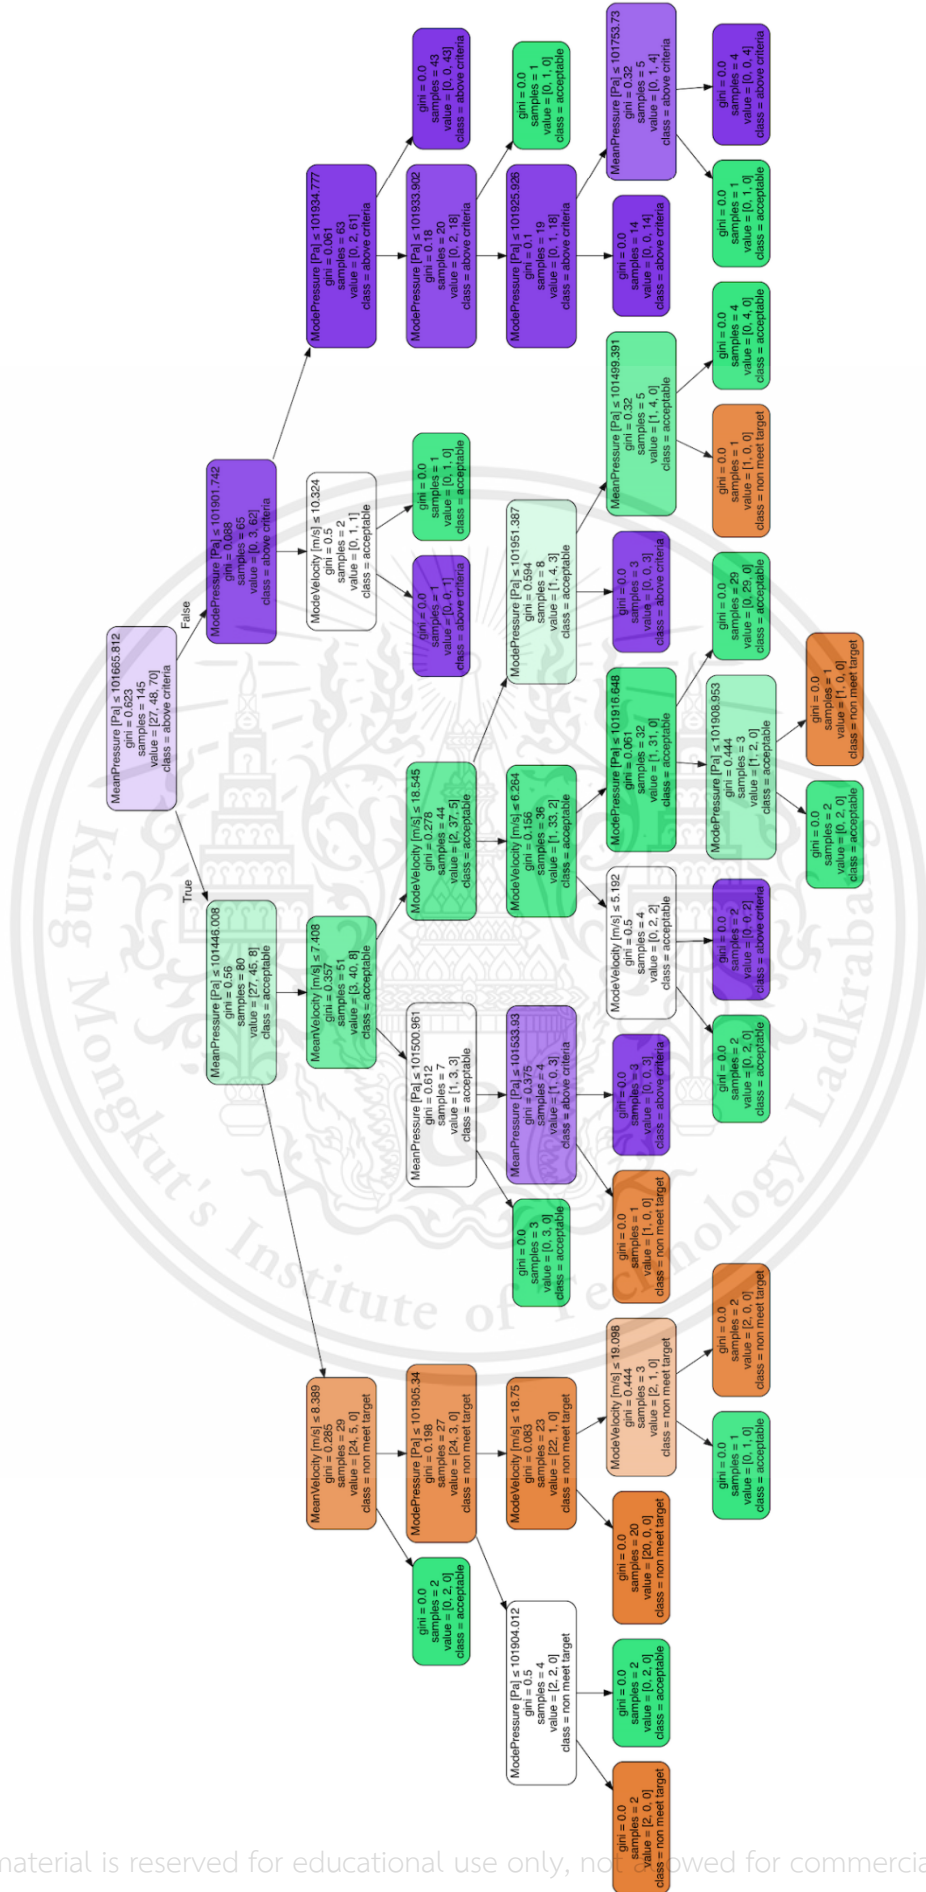 MeanPressure [Pa] ≤ 101665.812
gini = 0.623
samples = 145
value = [27, 48, 70]
class = above criteria
True
False
MeanPressure [Pa] ≤ 101446.008
gini = 0.56
samples = 80
value = [27, 45, 8]
class = acceptable
ModePressure [Pa] ≤ 101901.742
gini = 0.088
samples = 65
value = [0, 3, 62]
class = above criteria
MeanVelocity [m/s] ≤ 8.389
gini = 0.285
samples = 29
value = [24, 5, 0]
class = non meet target
MeanVelocity [m/s] ≤ 7.408
gini = 0.357
samples = 51
value = [3, 40, 8]
class = acceptable
ModeVelocity [m/s] ≤ 10.324
gini = 0.5
samples = 2
value = [0, 1, 1]
class = acceptable
ModePressure [Pa] ≤ 101934.777
gini = 0.061
samples = 63
value = [0, 2, 61]
class = above criteria
gini = 0.0
samples = 2
value = [0, 2, 0]
class = acceptable
ModePressure [Pa] ≤ 101905.34
gini = 0.198
samples = 27
value = [24, 3, 0]
class = non meet target
MeanPressure [Pa] ≤ 101500.961
gini = 0.612
samples = 7
value = [1, 3, 3]
class = acceptable
ModeVelocity [m/s] ≤ 18.545
gini = 0.278
samples = 44
value = [2, 37, 5]
class = acceptable
gini = 0.0
samples = 1
value = [0, 0, 1]
class = above criteria
gini = 0.0
samples = 1
value = [0, 1, 0]
class = acceptable
ModePressure [Pa] ≤ 101933.902
gini = 0.18
samples = 20
value = [0, 2, 18]
class = above criteria
gini = 0.0
samples = 43
value = [0, 0, 43]
class = above criteria
ModePressure [Pa] ≤ 101904.012
gini = 0.5
samples = 4
value = [2, 2, 0]
class = non meet target
ModeVelocity [m/s] ≤ 18.75
gini = 0.083
samples = 23
value = [22, 1, 0]
class = non meet target
gini = 0.0
samples = 3
value = [0, 3, 0]
class = acceptable
MeanPressure [Pa] ≤ 101533.93
gini = 0.375
samples = 4
value = [1, 0, 3]
class = above criteria
ModeVelocity [m/s] ≤ 6.264
gini = 0.156
samples = 36
value = [1, 33, 2]
class = acceptable
ModePressure [Pa] ≤ 101951.387
gini = 0.594
samples = 8
value = [1, 4, 3]
class = acceptable
ModePressure [Pa] ≤ 101925.926
gini = 0.1
samples = 19
value = [0, 1, 18]
class = above criteria
gini = 0.0
samples = 1
value = [0, 1, 0]
class = acceptable
gini = 0.0
samples = 2
value = [2, 0, 0]
class = non meet target
gini = 0.0
samples = 2
value = [0, 2, 0]
class = acceptable
gini = 0.0
samples = 20
value = [20, 0, 0]
class = non meet target
ModeVelocity [m/s] ≤ 19.098
gini = 0.444
samples = 3
value = [2, 1, 0]
class = non meet target
gini = 0.0
samples = 1
value = [1, 0, 0]
class = non meet target
gini = 0.0
samples = 3
value = [0, 0, 3]
class = above criteria
ModeVelocity [m/s] ≤ 5.192
gini = 0.5
samples = 4
value = [0, 2, 2]
class = acceptable
ModePressure [Pa] ≤ 101916.648
gini = 0.061
samples = 32
value = [1, 31, 0]
class = acceptable
gini = 0.0
samples = 3
value = [0, 0, 3]
class = above criteria
MeanPressure [Pa] ≤ 101499.391
gini = 0.32
samples = 5
value = [1, 4, 0]
class = acceptable
gini = 0.0
samples = 14
value = [0, 0, 14]
class = above criteria
MeanPressure [Pa] ≤ 101753.73
gini = 0.32
samples = 5
value = [0, 1, 4]
class = above criteria
gini = 0.0
samples = 1
value = [0, 1, 0]
class = acceptable
gini = 0.0
samples = 2
value = [2, 0, 0]
class = non meet target
gini = 0.0
samples = 2
value = [0, 2, 0]
class = acceptable
gini = 0.0
samples = 2
value = [0, 0, 2]
class = above criteria
ModePressure [Pa] ≤ 101908.953
gini = 0.444
samples = 3
value = [1, 2, 0]
class = acceptable
gini = 0.0
samples = 29
value = [0, 29, 0]
class = acceptable
gini = 0.0
samples = 1
value = [1, 0, 0]
class = non meet target
gini = 0.0
samples = 4
value = [0, 4, 0]
class = acceptable
gini = 0.0
samples = 1
value = [0, 1, 0]
class = acceptable
gini = 0.0
samples = 4
value = [0, 0, 4]
class = above criteria
gini = 0.0
samples = 2
value = [0, 2, 0]
class = acceptable
gini = 0.0
samples = 1
value = [1, 0, 0]
class = non meet target
King Mongkut's Institute of Technology Ladkrabang
material is reserved for educational use only, not allowed for commercia